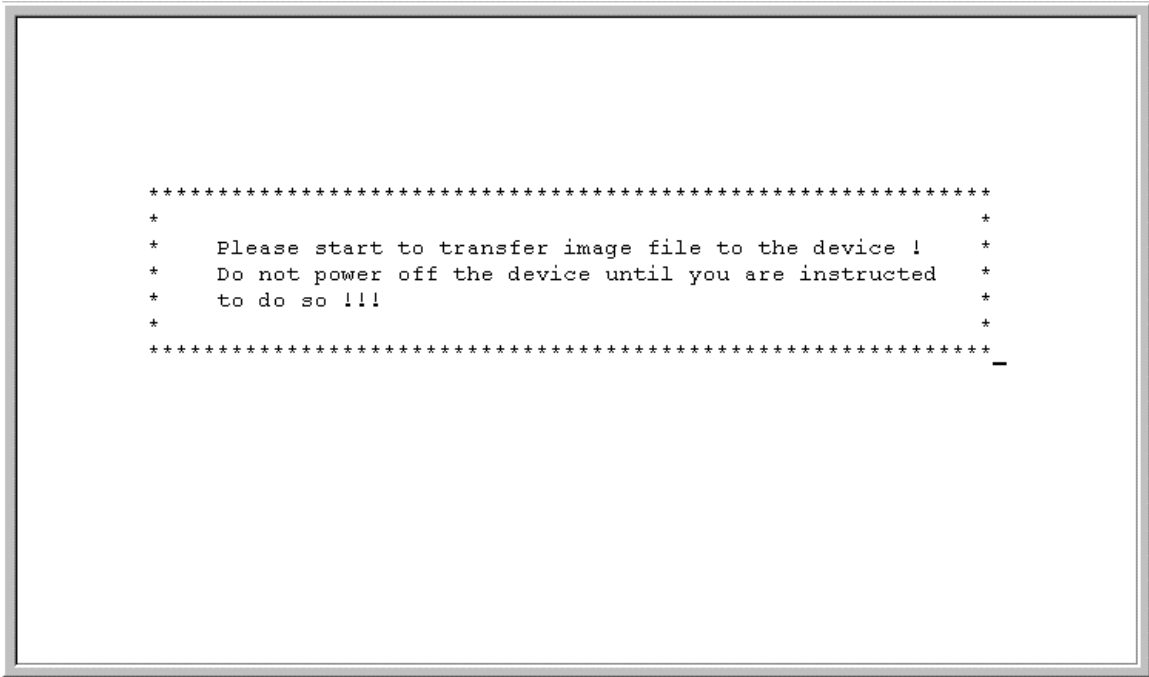 **************************************************************
* *
* Please start to transfer image file to the device ! *
* Do not power off the device until you are instructed *
* to do so !!! *
* *
**************************************************************_